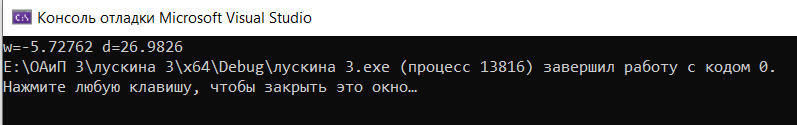 Консоль отладки Microsoft Visual Studio
w=-5.72762 d=26.9826
E:\ОАиП 3\лускина 3\x64\Debug\лускина 3.exe (процесс 13816) завершил работу с кодом 0.
Нажмите любую клавишу, чтобы закрыть это окно…